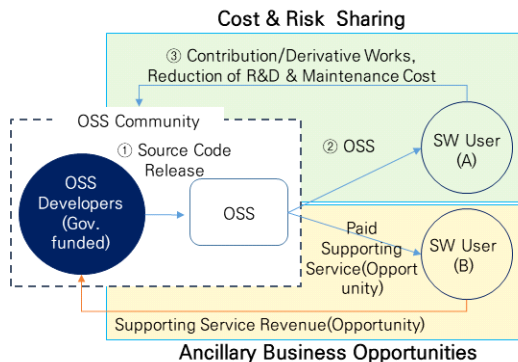 Cost & Risk Sharing
③ Contribution/Derivative Works,
Reduction of R&D & Maintenance Cost
OSS Community
① Source Code
Release
② OSS
SW User
(A)
OSS
Developers
(Gov.
funded)
OSS
Paid
Supporting
Service(Opport
unity)
SW User
(B)
Supporting Service Revenue(Opportunity)
Ancillary Business Opportunities